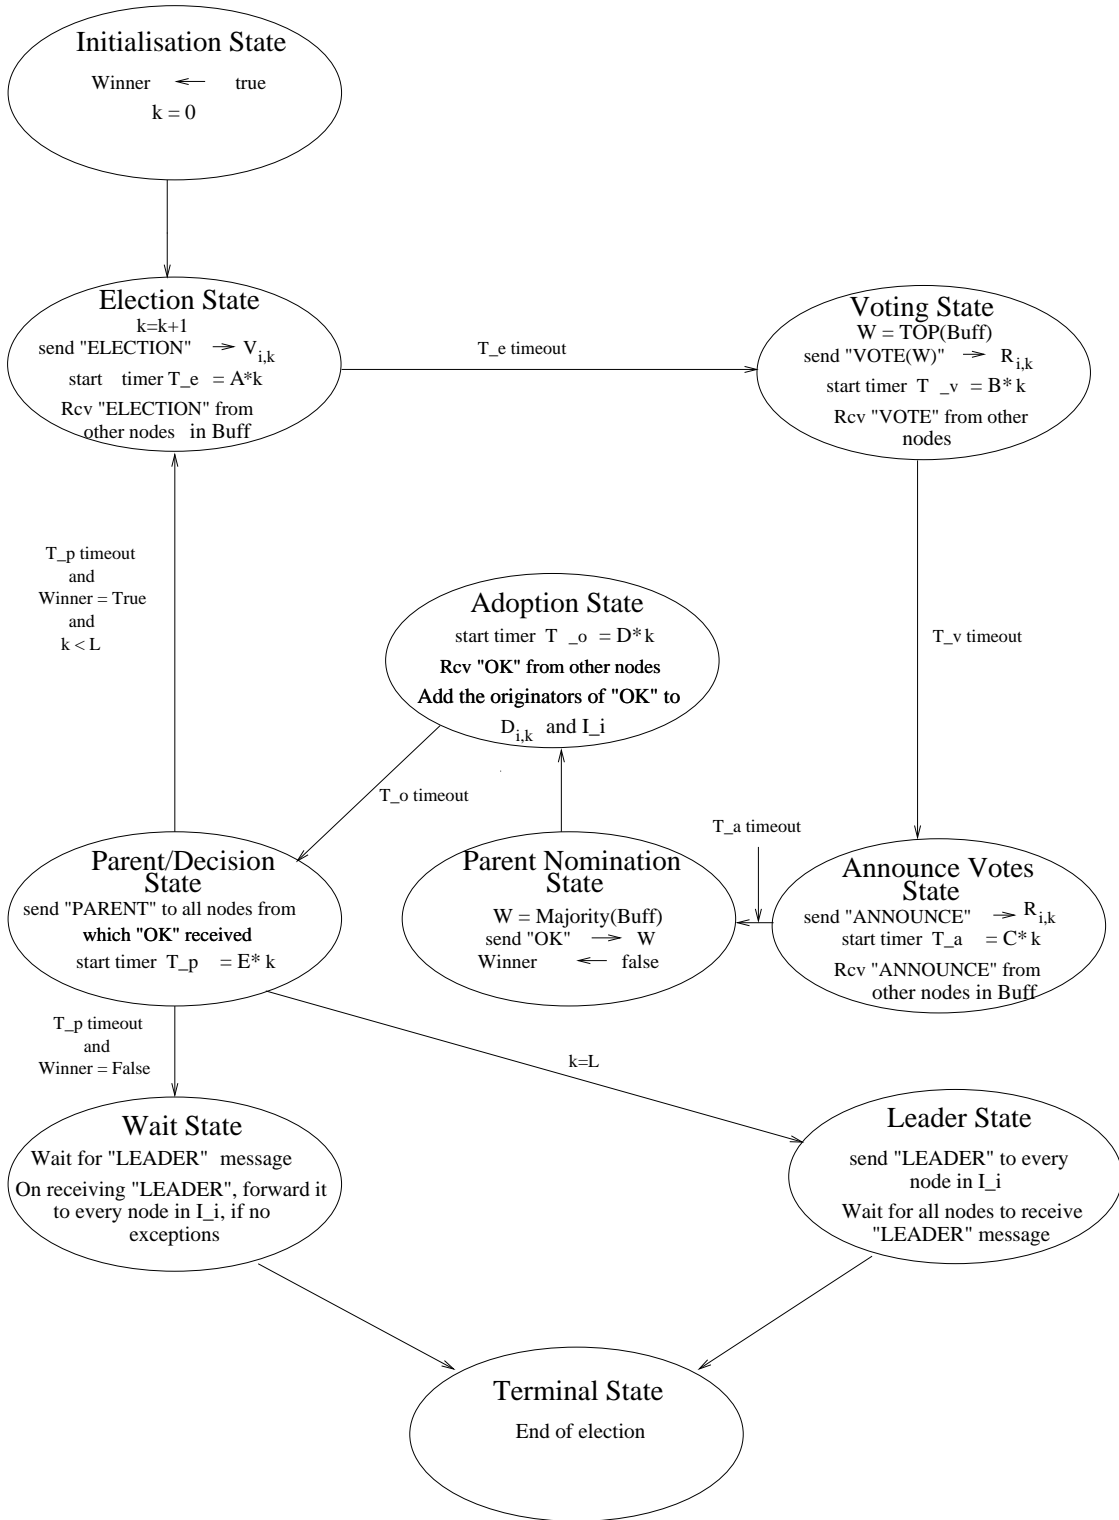 Initialisation State
Winner ← true
k = 0
Election State
k=k+1
send "ELECTION" → V_{i,k}
start timer T_e = A*k
Rcv "ELECTION" from
other nodes in Buff
T_e timeout
Voting State
W = TOP(Buff)
send "VOTE(W)" → R_{i,k}
start timer T_v = B*k
Rcv "VOTE" from other
nodes
T_p timeout
and
Winner = True
and
k < L
Adoption State
start timer T_o = D*k
Rcv "OK" from other nodes
Add the originators of "OK" to
D_{i,k} and I_i
T_v timeout
T_o timeout
T_a timeout
Parent/Decision
State
send "PARENT" to all nodes from
which "OK" received
start timer T_p = E* k
Parent Nomination
State
W = Majority(Buff)
send "OK" → W
Winner ← false
Announce Votes
State
send "ANNOUNCE" → R_{i,k}
start timer T_a = C*k
Rcv "ANNOUNCE" from
other nodes in Buff
T_p timeout
and
Winner = False
k=L
Wait State
Wait for "LEADER" message
On receiving "LEADER", forward it
to every node in I_i, if no
exceptions
Leader State
send "LEADER" to every
node in I_i
Wait for all nodes to receive
"LEADER" message
Terminal State
End of election